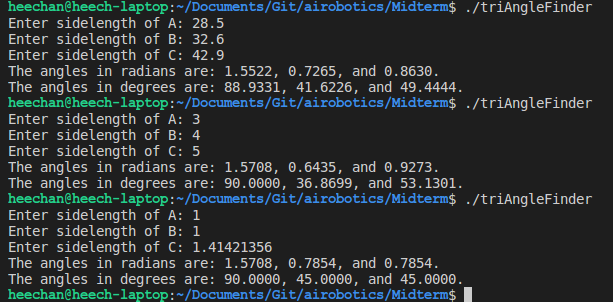 heechan@heech-laptop:~/Documents/Git/airobotics/Midterm$ ./triAngleFinder
Enter sidelength of A: 28.5
Enter sidelength of B: 32.6
Enter sidelength of C: 42.9
The angles in radians are: 1.5522, 0.7265, and 0.8630.
The angles in degrees are: 88.9331, 41.6226, and 49.4444.
heechan@heech-laptop:~/Documents/Git/airobotics/Midterm$ ./triAngleFinder
Enter sidelength of A: 3
Enter sidelength of B: 4
Enter sidelength of C: 5
The angles in radians are: 1.5708, 0.6435, and 0.9273.
The angles in degrees are: 90.0000, 36.8699, and 53.1301.
heechan@heech-laptop:~/Documents/Git/airobotics/Midterm$ ./triAngleFinder
Enter sidelength of A: 1
Enter sidelength of B: 1
Enter sidelength of C: 1.41421356
The angles in radians are: 1.5708, 0.7854, and 0.7854.
The angles in degrees are: 90.0000, 45.0000, and 45.0000.
heechan@heech-laptop:~/Documents/Git/airobotics/Midterm$